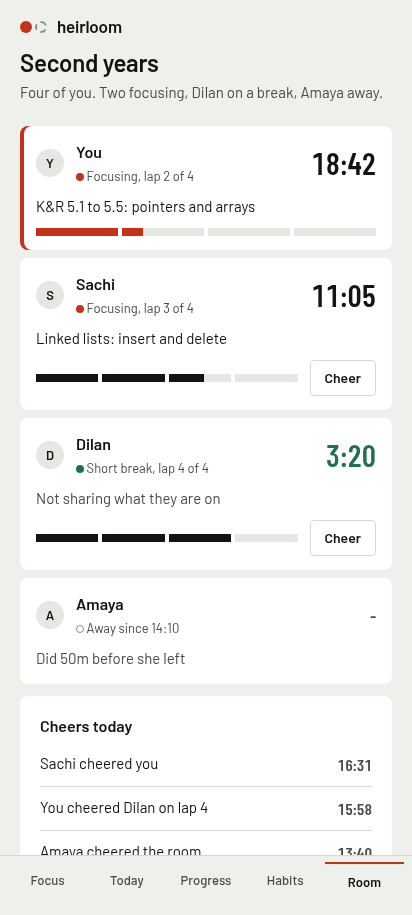 heirloom
Second years
Four of you. Two focusing, Dilan on a break, Amaya away.
Y
You
Focusing, lap 2 of 4
18:42
K&R 5.1 to 5.5: pointers and arrays
S
Sachi
Focusing, lap 3 of 4
11:05
Linked lists: insert and delete
Cheer
D
Dilan
Short break, lap 4 of 4
3:20
Not sharing what they are on
Cheer
A
Amaya
Away since 14:10
-
Did 50m before she left
Cheers today
Sachi cheered you 16:31
You cheered Dilan on lap 4 15:58
Amaya cheered the room 13:40
Focus Today Progress Habits Room